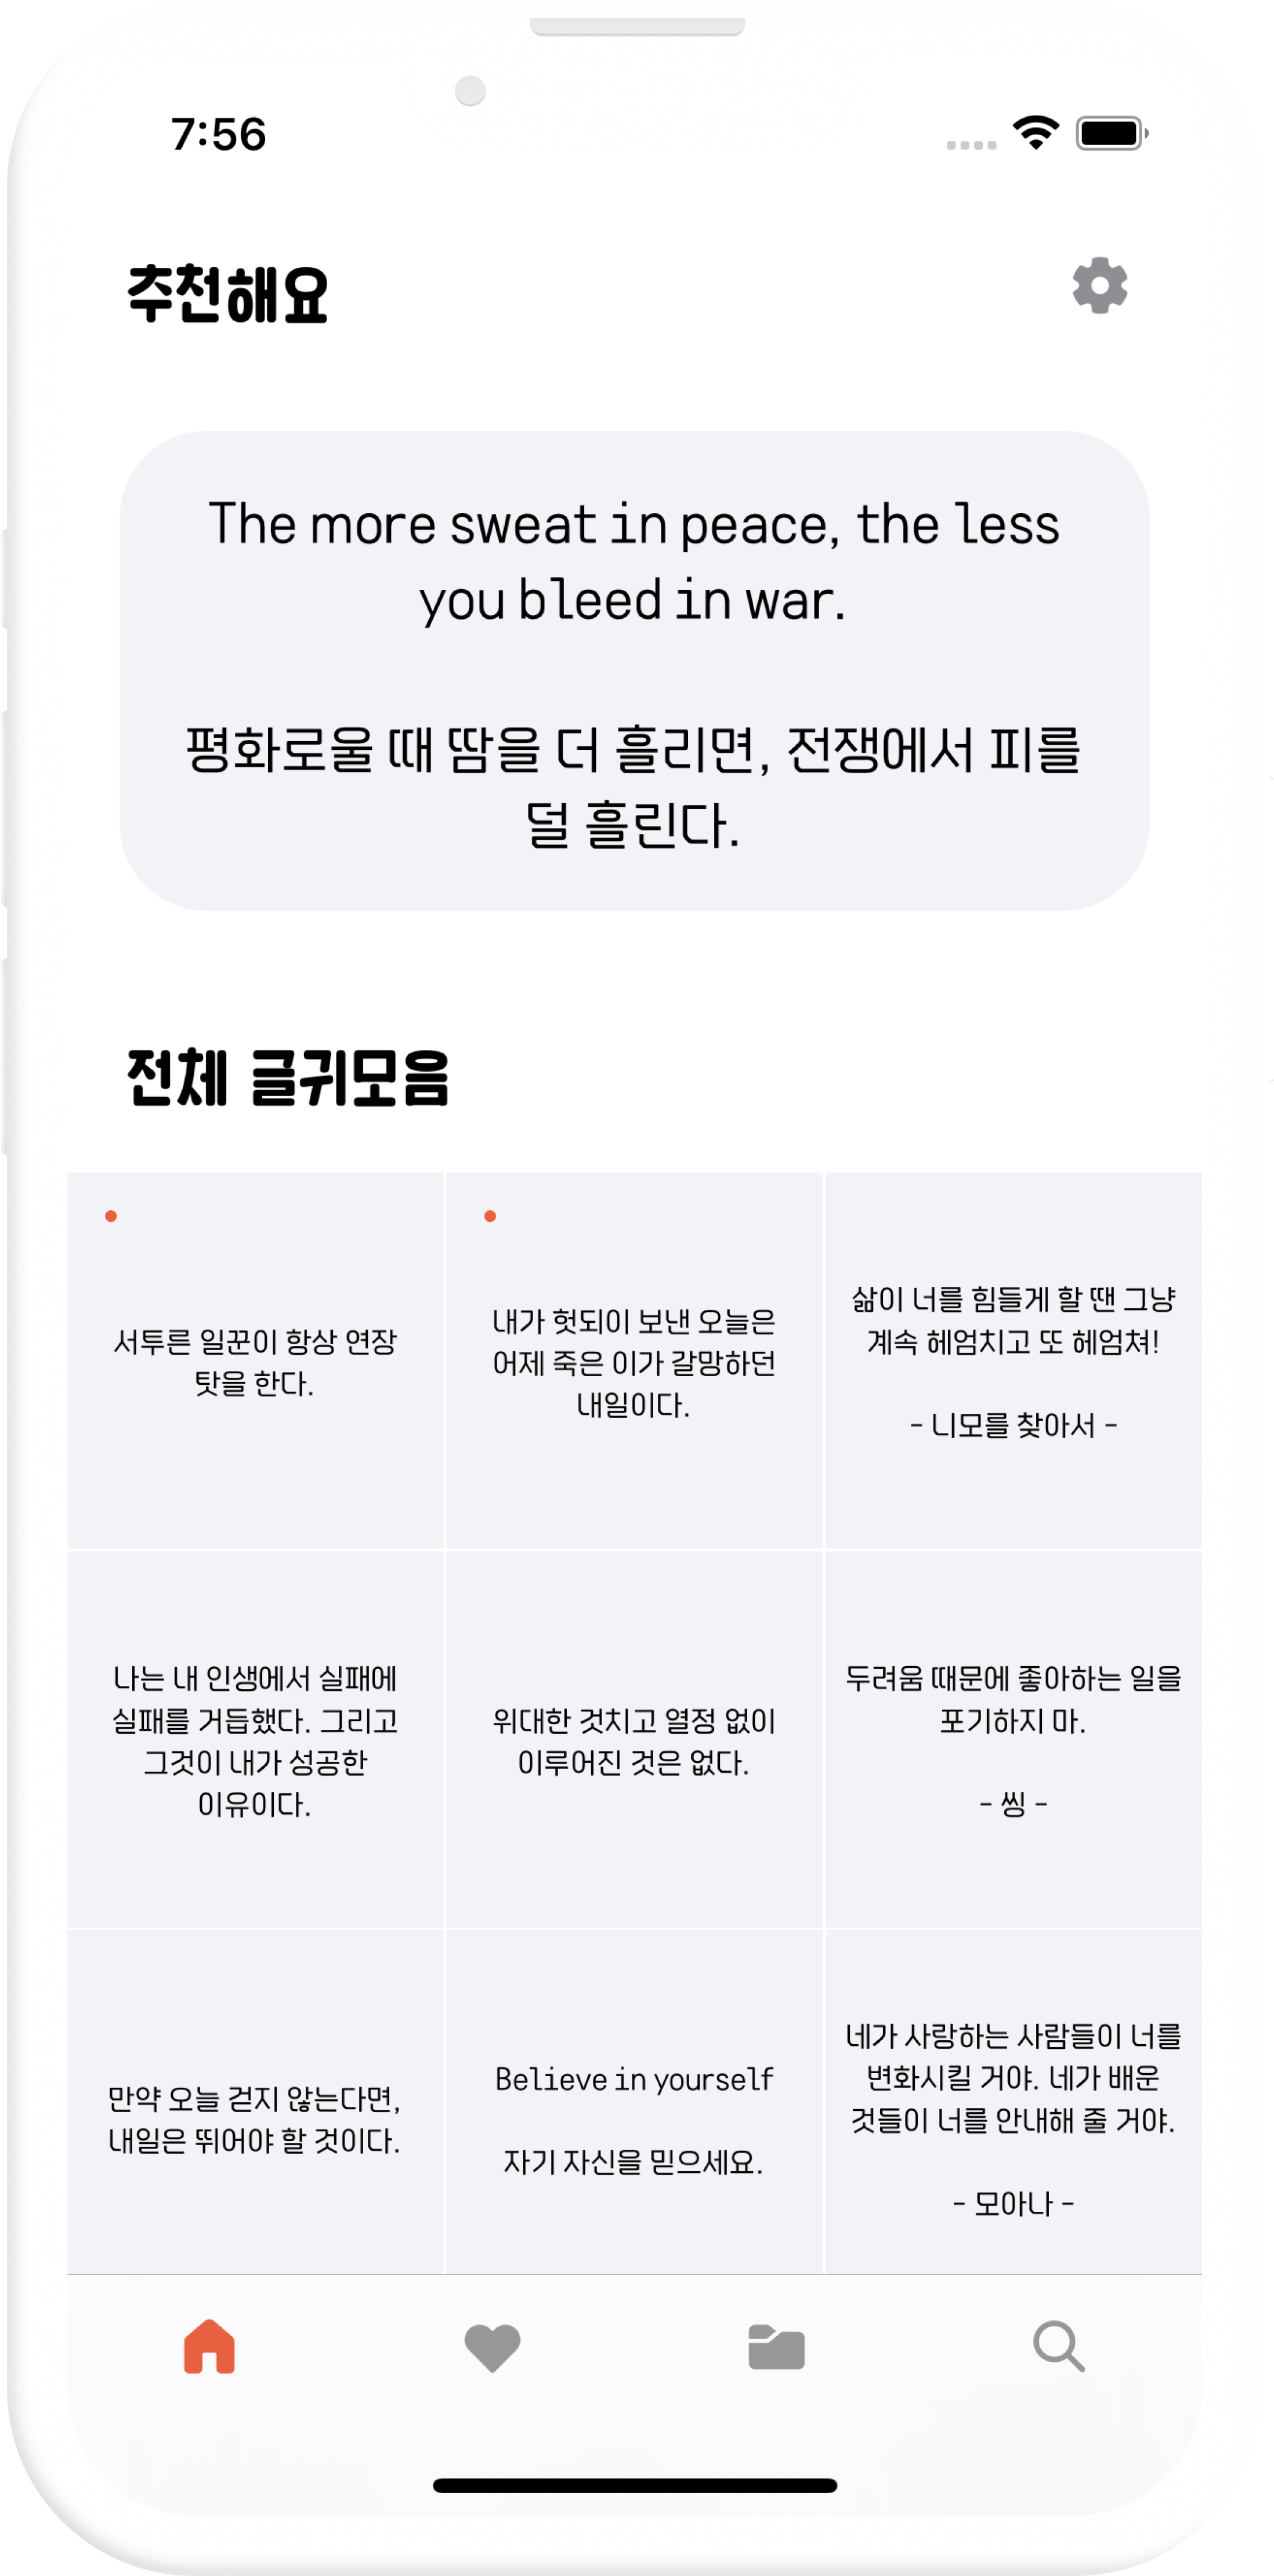 7:56
추천해요
The more sweat in peace, the less
you bleed in war.
평화로울 때 땀을 더 흘리면, 전쟁에서 피를
덜 흘린다.
전체 글귀모음
서투른 일꾼이 항상 연장
탓을 한다.
내가 헛되이 보낸 오늘은
어제 죽은 이가 갈망하던
내일이다.
삶이 너를 힘들게 할 땐 그냥
계속 헤엄치고 또 헤엄쳐!
- 니모를 찾아서 -
나는 내 인생에서 실패에
실패를 거듭했다. 그리고
그것이 내가 성공한
이유이다.
위대한 것치고 열정 없이
이루어진 것은 없다.
두려움 때문에 좋아하는 일을
포기하지 마.
- 씽 -
만약 오늘 걷지 않는다면,
내일은 뛰어야 할 것이다.
Believe in yourself
자기 자신을 믿으세요.
네가 사랑하는 사람들이 너를
변화시킬 거야. 네가 배운
것들이 너를 안내해 줄 거야.
- 모아나 -